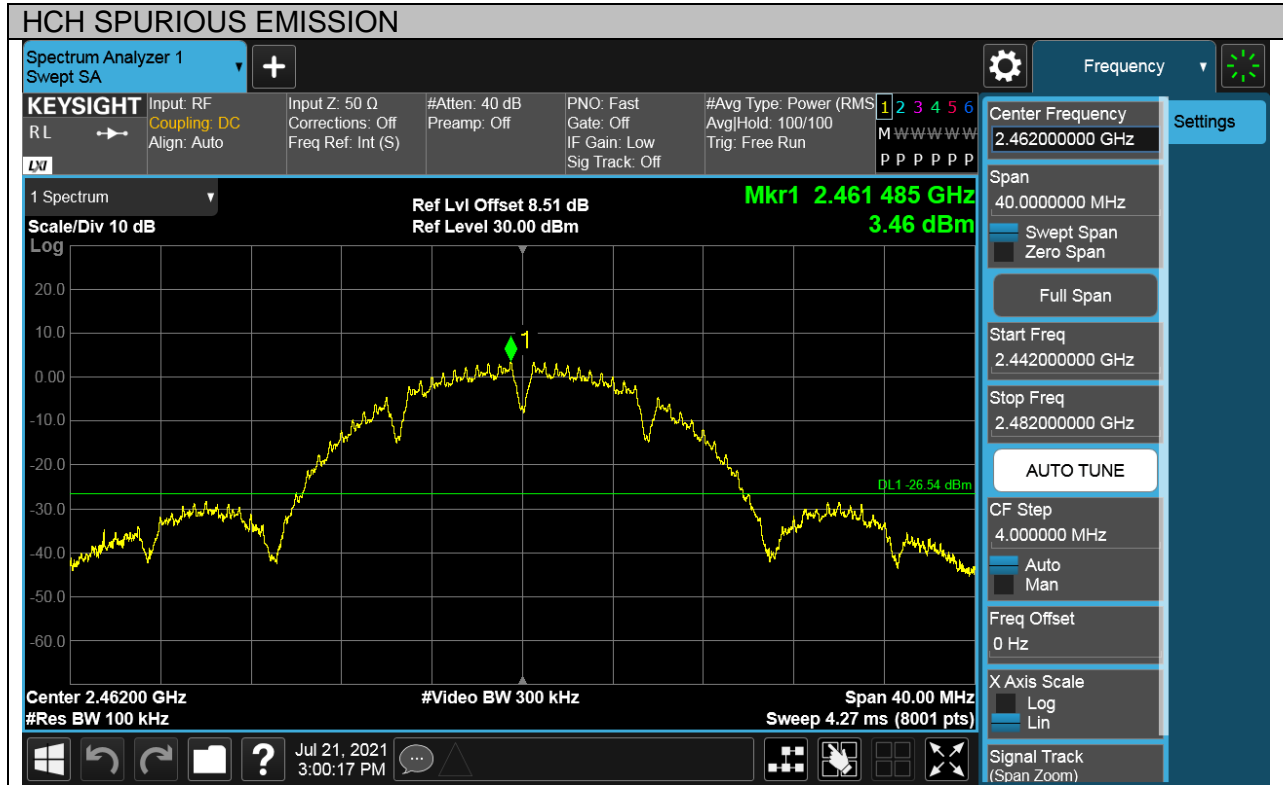 HCH SPURIOUS EMISSION
Spectrum Analyzer 1
Swept SA
Frequency
KEYSIGHT
RL
LXI
Input: RF
Coupling: DC
Align: Auto
Input Z: 50 Ω
Corrections: Off
Freq Ref: Int (S)
#Atten: 40 dB
Preamp: Off
PNO: Fast
Gate: Off
IF Gain: Low
Sig Track: Off
#Avg Type: Power (RMS
Avg|Hold: 100/100
Trig: Free Run
1 2 3 4 5 6
M W W W W W
P P P P P P
1 Spectrum
Scale/Div 10 dB
Log
Ref Lvl Offset 8.51 dB
Ref Level 30.00 dBm
Mkr1 2.461 485 GHz
3.46 dBm
20.0
10.0
0.00
-10.0
-20.0
-30.0
-40.0
-50.0
-60.0
1
DL1 -26.54 dBm
Center 2.46200 GHz
#Video BW 300 kHz
Span 40.00 MHz
#Res BW 100 kHz
Sweep 4.27 ms (8001 pts)
Jul 21, 2021
3:00:17 PM
Center Frequency
2.462000000 GHz
Settings
Span
40.0000000 MHz
Swept Span
Zero Span
Full Span
Start Freq
2.442000000 GHz
Stop Freq
2.482000000 GHz
AUTO TUNE
CF Step
4.000000 MHz
Auto
Man
Freq Offset
0 Hz
X Axis Scale
Log
Lin
Signal Track
(Span Zoom)